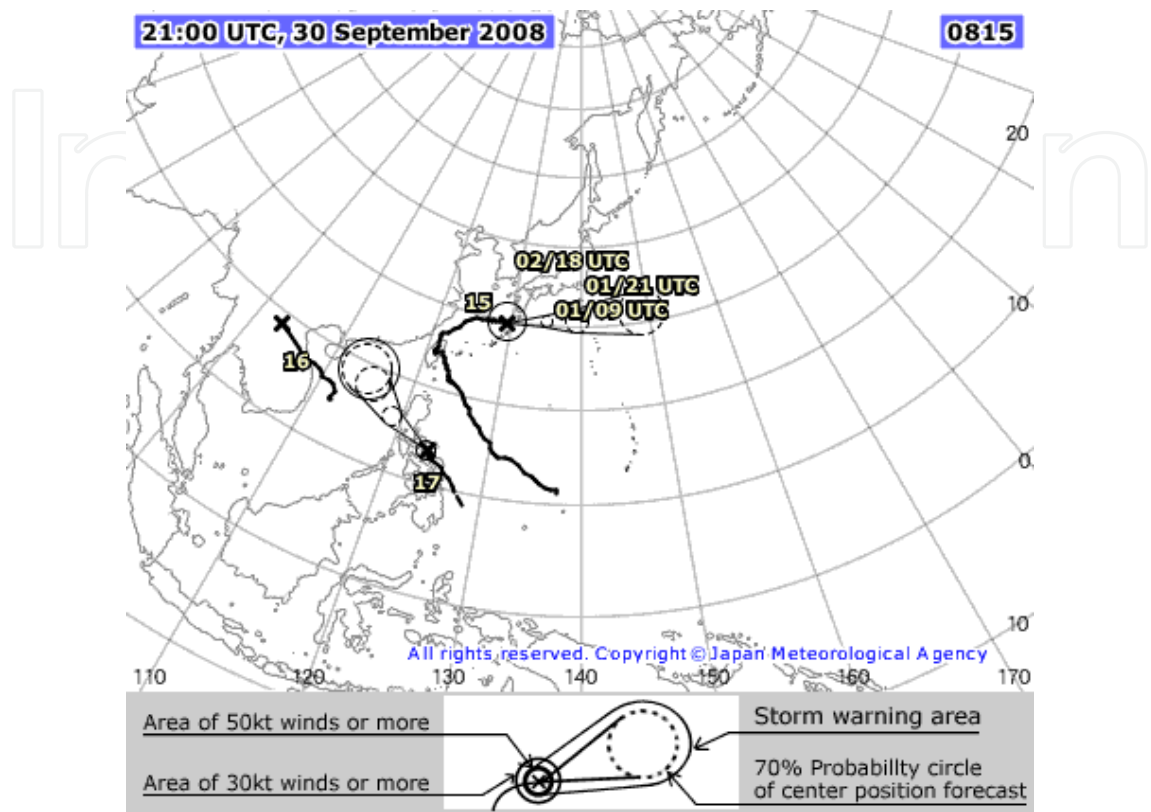 21:00 UTC, 30 September 2008
0815
20
02/18 UTC
01/21 UTC
15
01/09 UTC
10
16
17
0
10
All rights reserved. Copyright © Japan Meteorological Agency
110
120
130
140
150
160
170
Area of 50kt winds or more
Storm warning area
Area of 30kt winds or more
70% Probabillty circle
of center position forecast